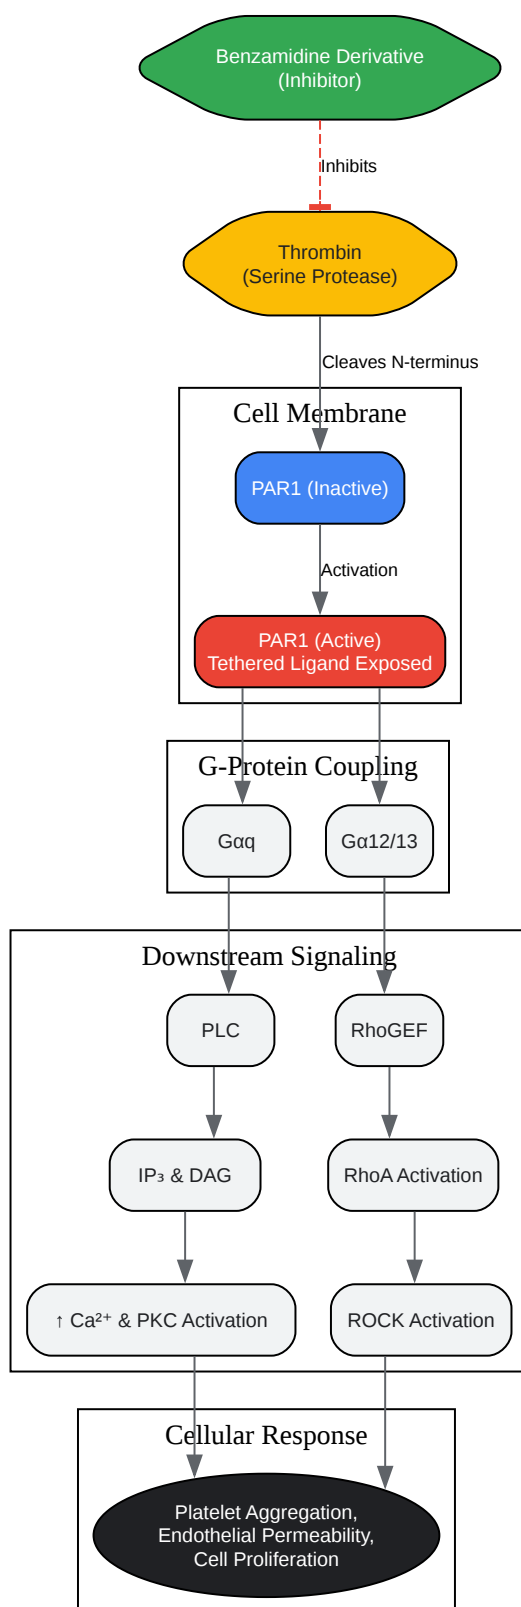 Benzamidine Derivative
(Inhibitor)
Inhibits
Thrombin
(Serine Protease)
Cleaves N-terminus
Cell Membrane
PAR1 (Inactive)
Activation
PAR1 (Active)
Tethered Ligand Exposed
G-Protein Coupling
Gαq
Gα12/13
Downstream Signaling
PLC
RhoGEF
IP₃ & DAG
RhoA Activation
↑ Ca²⁺ & PKC Activation
ROCK Activation
Cellular Response
Platelet Aggregation,
Endothelial Permeability,
Cell Proliferation